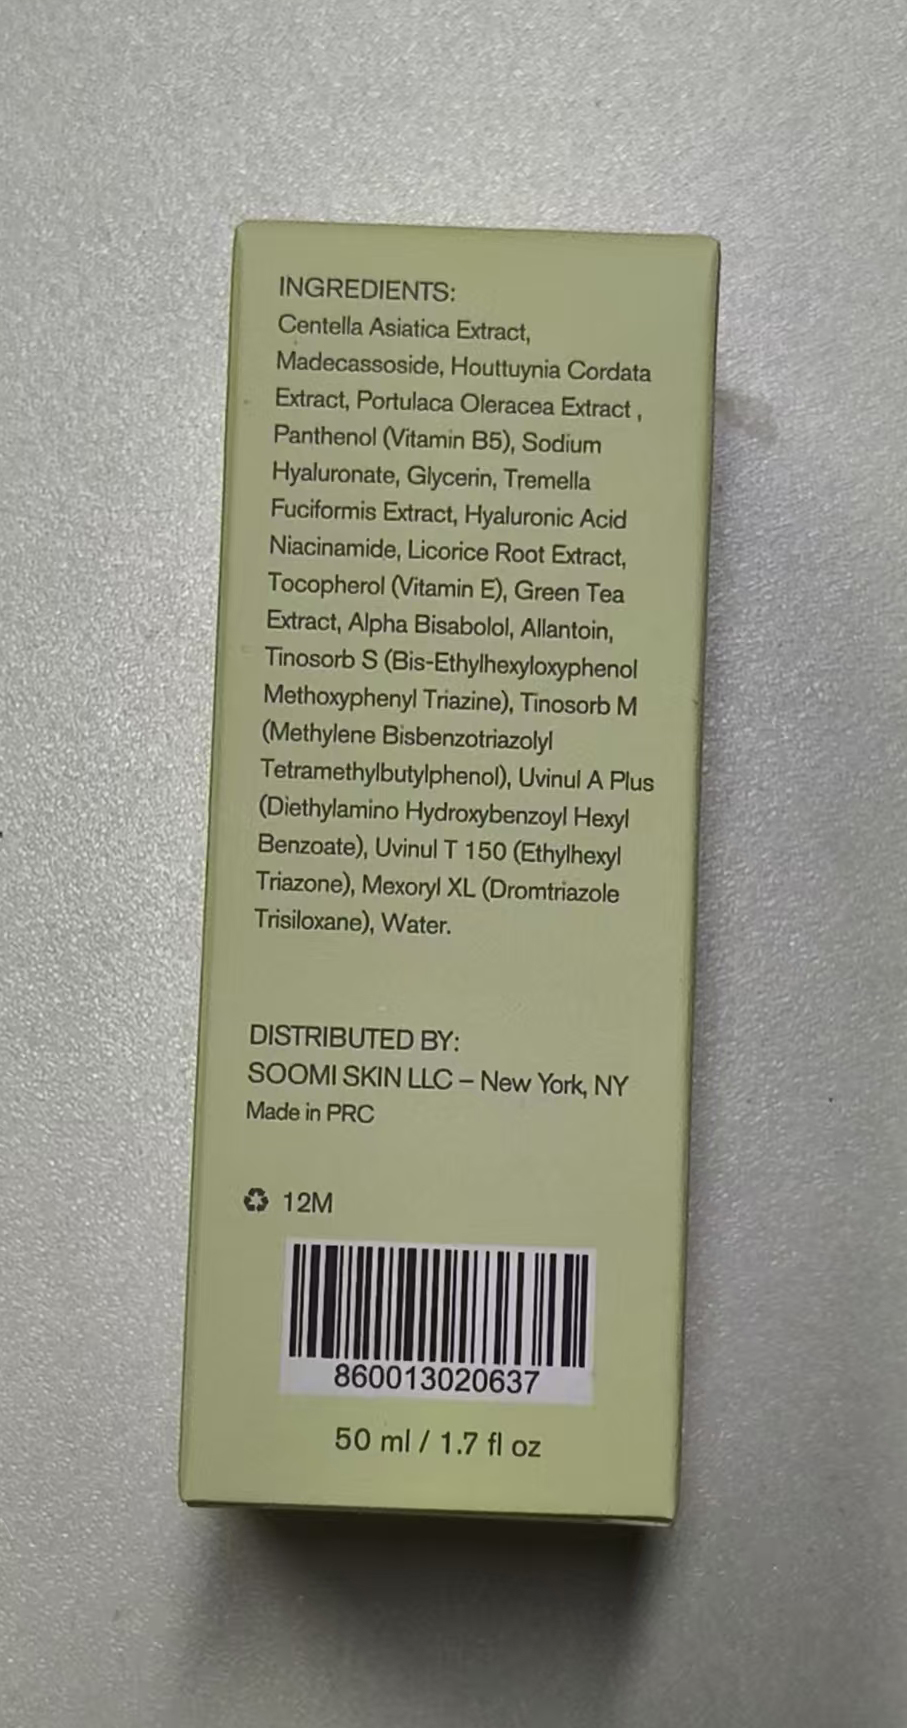 INGREDIENTS:
Centella Asiatica Extract,
Madecassoside, Houttuynia Cordata
Extract, Portulaca Oleracea Extract ,
Panthenol (Vitamin B5), Sodium
Hyaluronate, Glycerin, Tremella
Fuciformis Extract, Hyaluronic Acid
Niacinamide, Licorice Root Extract,
Tocopherol (Vitamin E), Green Tea
Extract, Alpha Bisabolol, Allantoin,
Tinosorb S (Bis-Ethylhexyloxyphenol
Methoxyphenyl Triazine), Tinosorb M
(Methylene Bisbenzotriazolyl
Tetramethylbutylphenol), Uvinul A Plus
(Diethylamino Hydroxybenzoyl Hexyl
Benzoate), Uvinul T 150 (Ethylhexyl
Triazone), Mexoryl XL (Dromtriazole
Trisiloxane), Water.
DISTRIBUTED BY:
SOOMI SKIN LLC – New York, NY
Made in PRC
12M
860013020637
50 ml / 1.7 fl oz